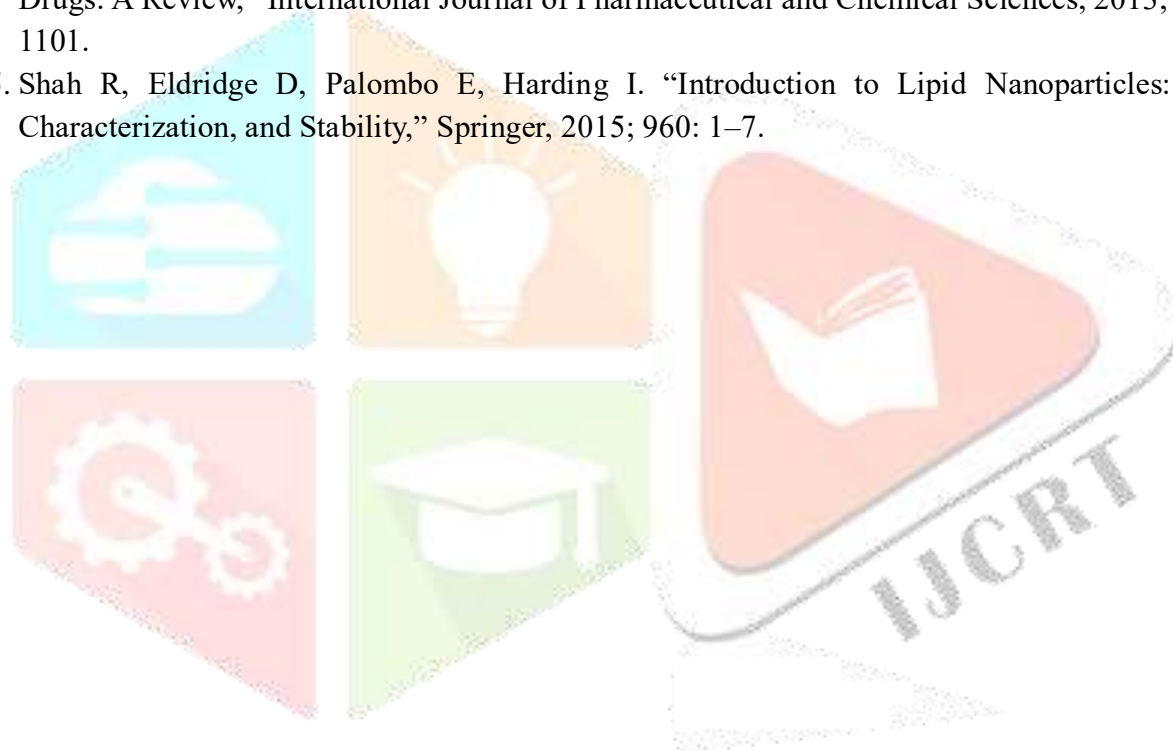 Drugs: A Review,” International Journal of Pharmaceutical and Chemical Sciences, 2015;
1101.
. Shah R, Eldridge D, Palombo E, Harding I. “Introduction to Lipid Nanoparticles:
Characterization, and Stability,” Springer, 2015; 960: 1–7.
IJCRT